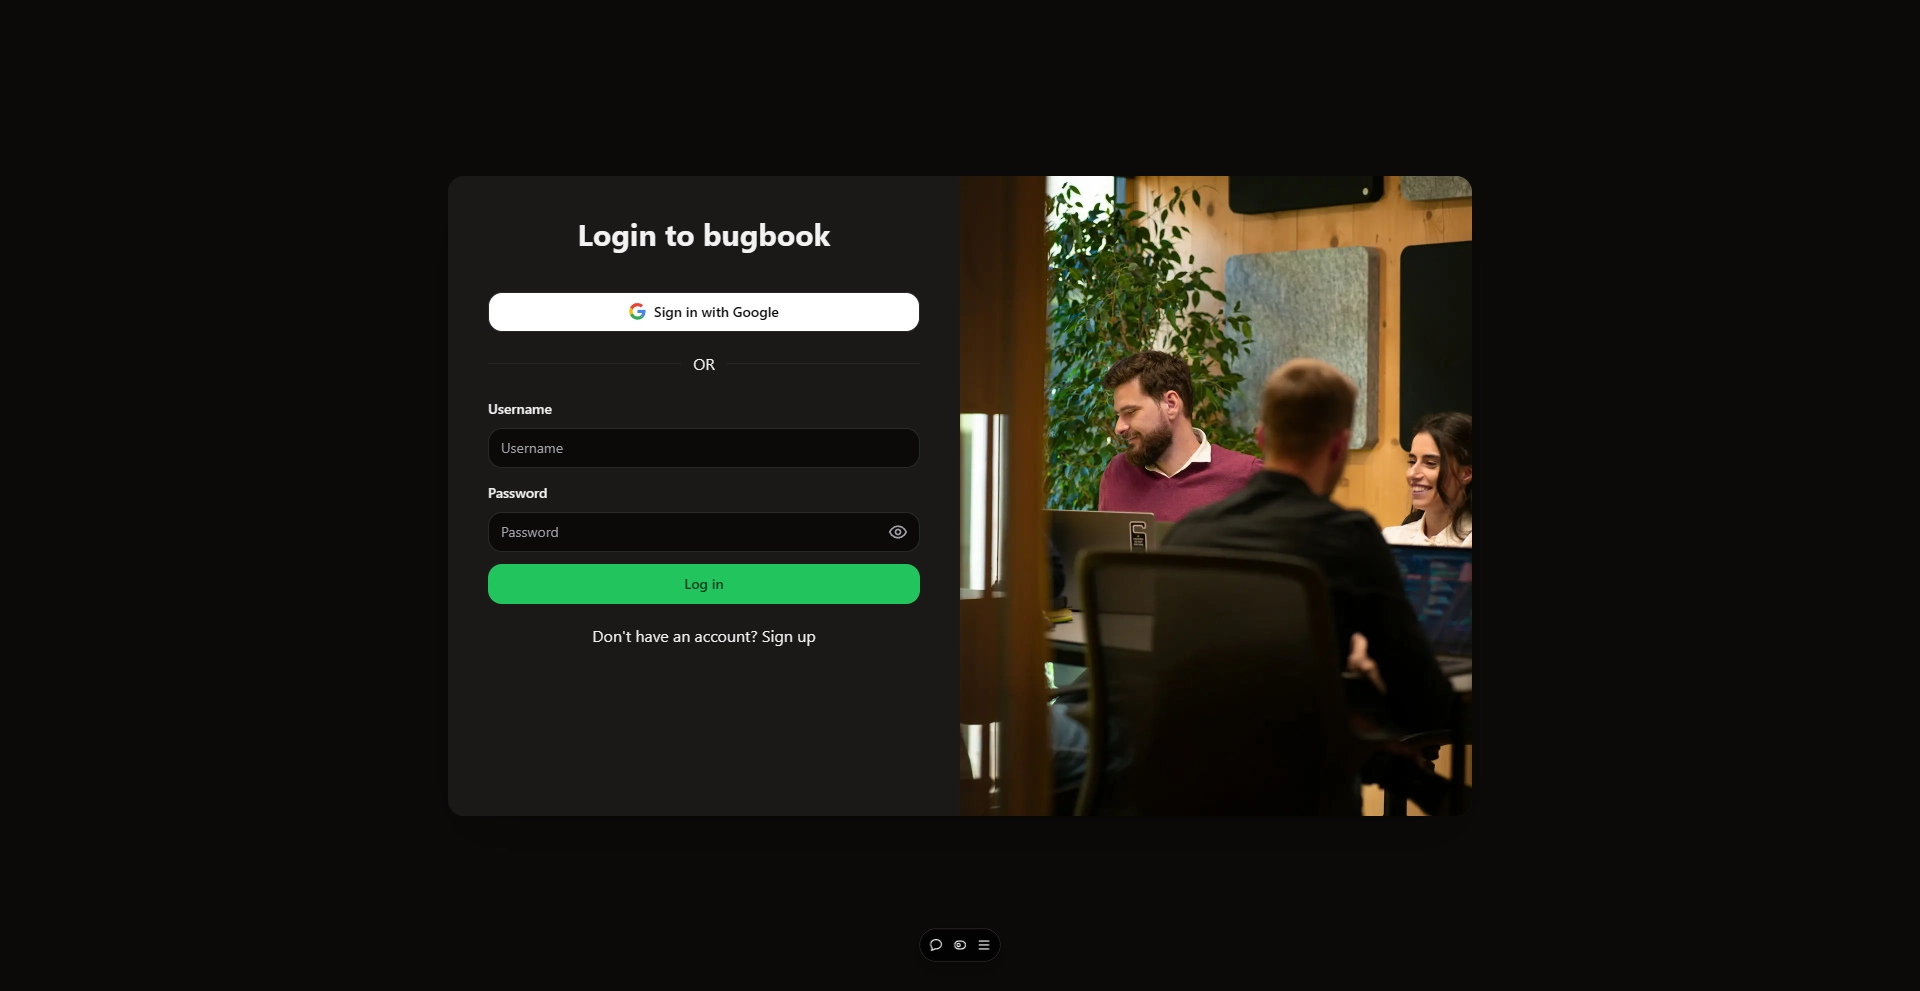 Login to bugbook
Sign in with Google
OR
Username
Username
Password
Password
Log in
Don't have an account? Sign up